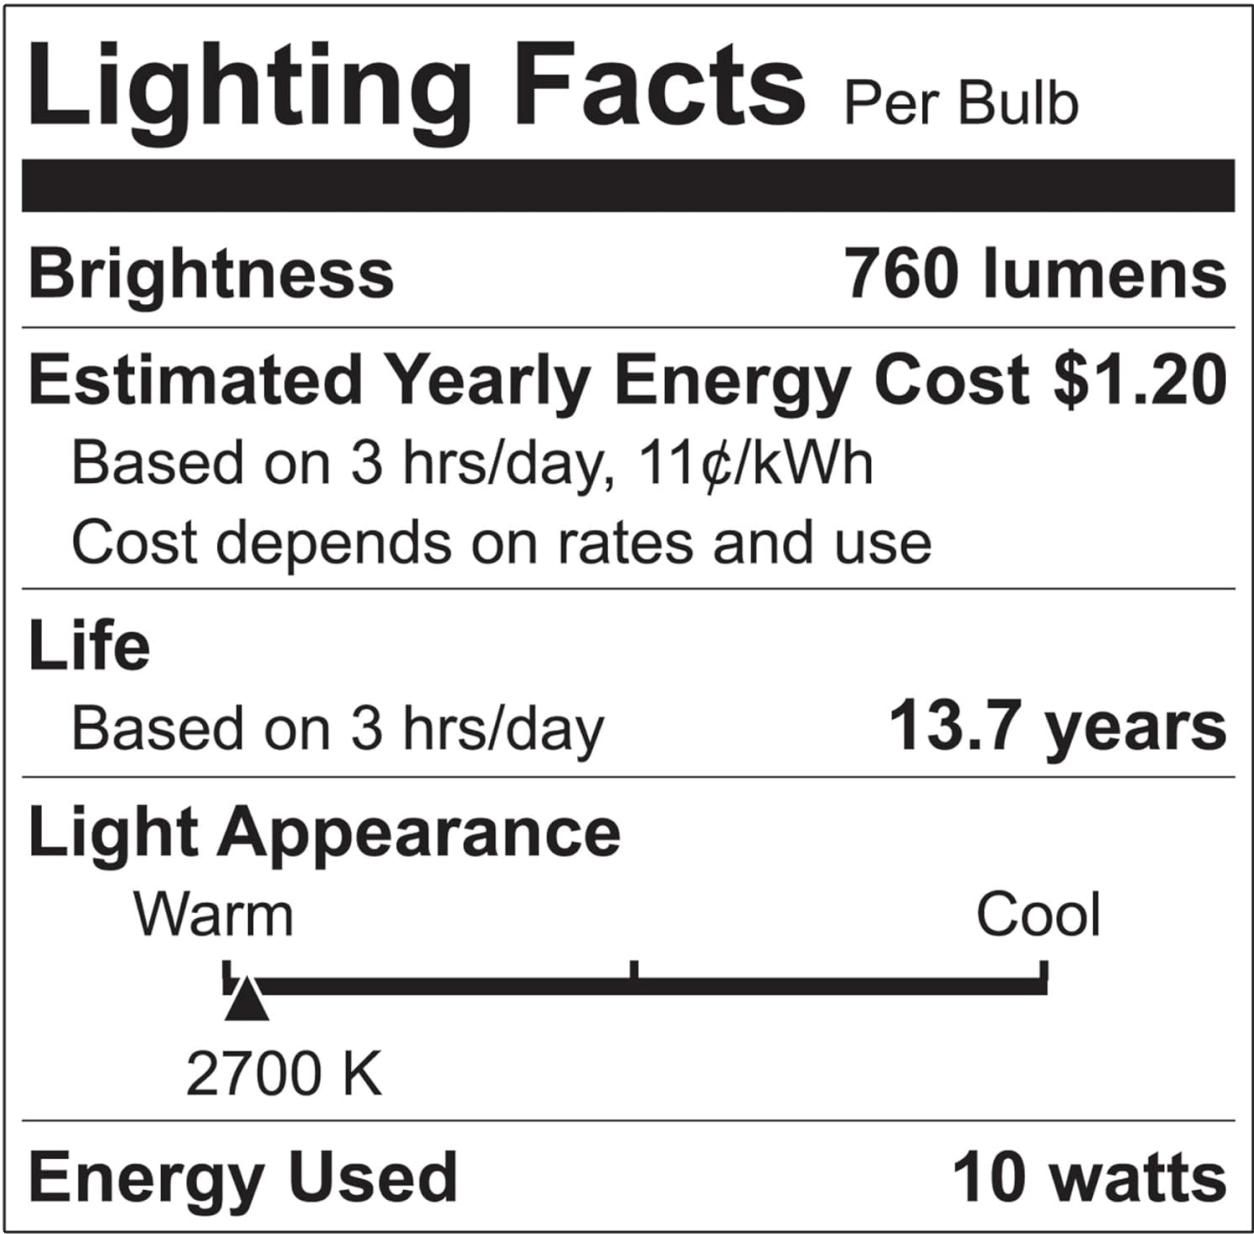 Lighting Facts Per Bulb
Brightness 760 lumens
Estimated Yearly Energy Cost $1.20
Based on 3 hrs/day, 11¢/kWh
Cost depends on rates and use
Life
Based on 3 hrs/day 13.7 years
Light Appearance
Warm Cool
2700 K
Energy Used 10 watts